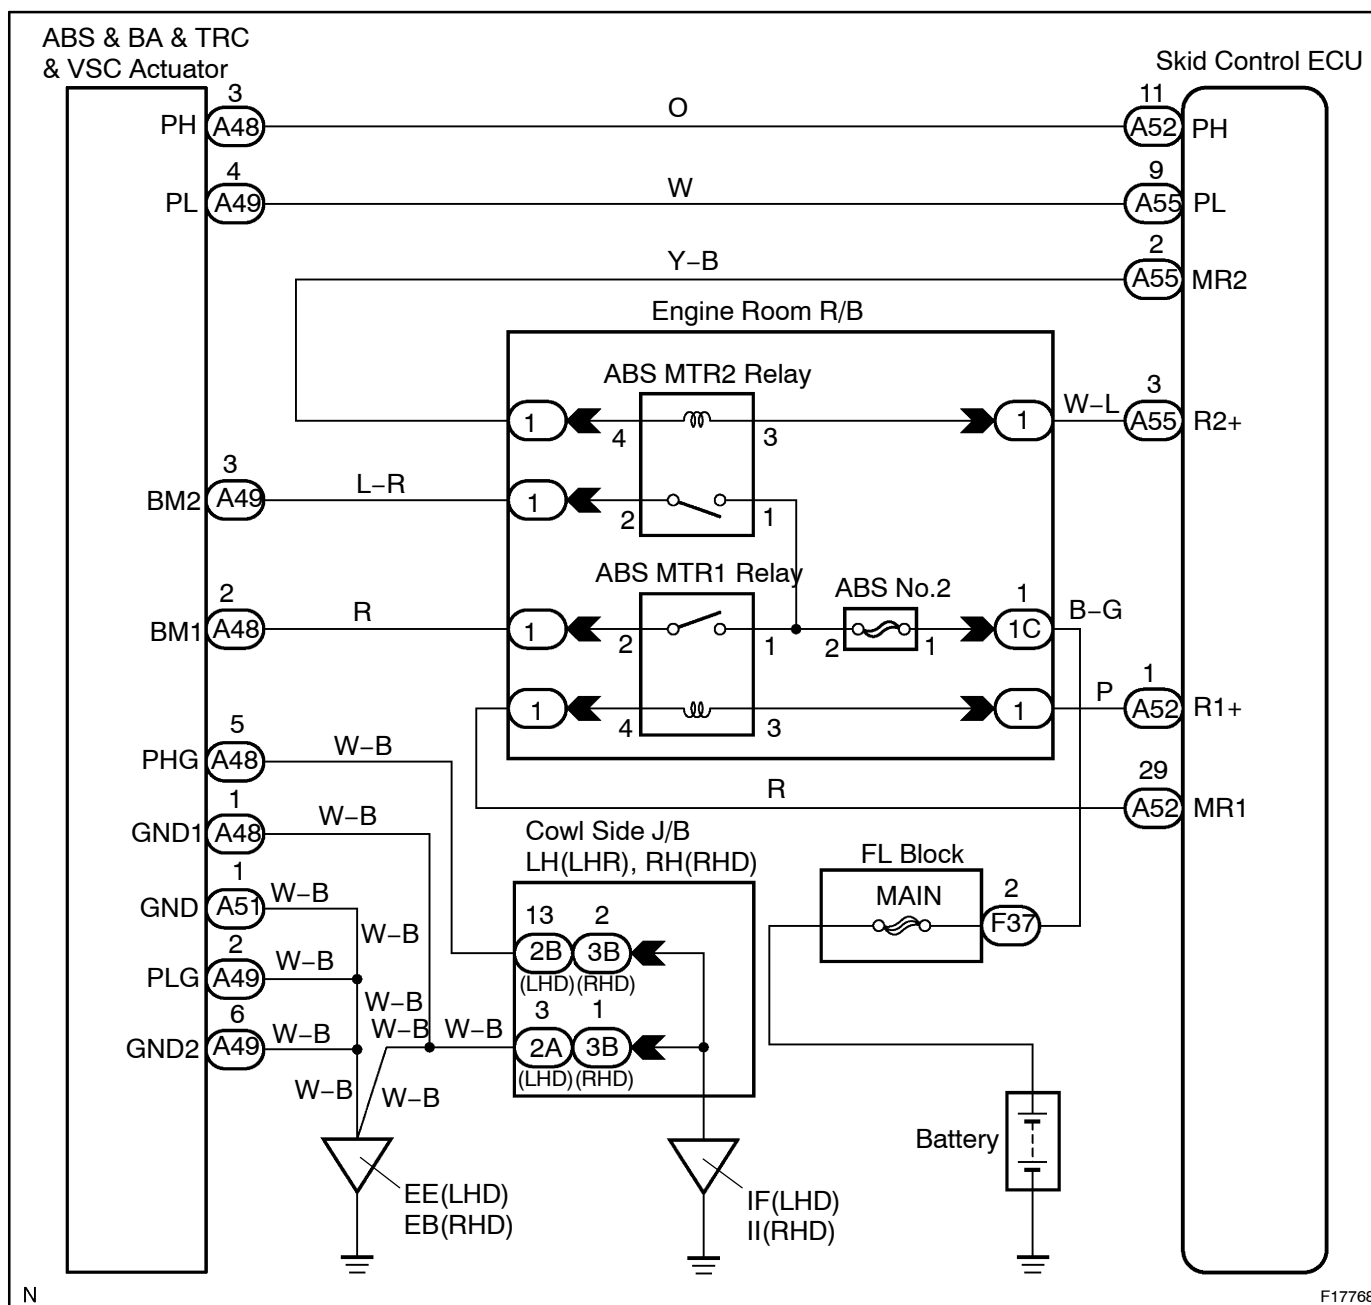 ABS & BA & TRC
& VSC Actuator
Skid Control ECU
3
11
O
PH
A48
A52
PH
4
9
W
PL
A49
A55
PL
2
Y-B
A55
MR2
Engine Room R/B
ABS MTR2 Relay
3
W-L
1
4
3
1
A55
R2+
3
L-R
BM2
A49
1
2
1
ABS MTR1 Relay
ABS No.2
2
1
B-G
R
BM1
A48
1
2
1
2
1
1C
1
P
1
4
3
1
A52
R1+
5
W-B
PHG
A48
29
R
A52
MR1
1
W-B
GND1
A48
Cowl Side J/B
LH(LHR), RH(RHD)
FL Block
1
W-B
GND
A51
MAIN
2
F37
13
2
W-B
2B
3B
(LHD)
(RHD)
2
W-B
PLG
A49
W-B
3
1
6
W-B
W-B
W-B
GND2
A49
2A
3B
(LHD)
(RHD)
W-B
W-B
Battery
EE(LHD)
EB(RHD)
IF(LHD)
II(RHD)
N
F17768